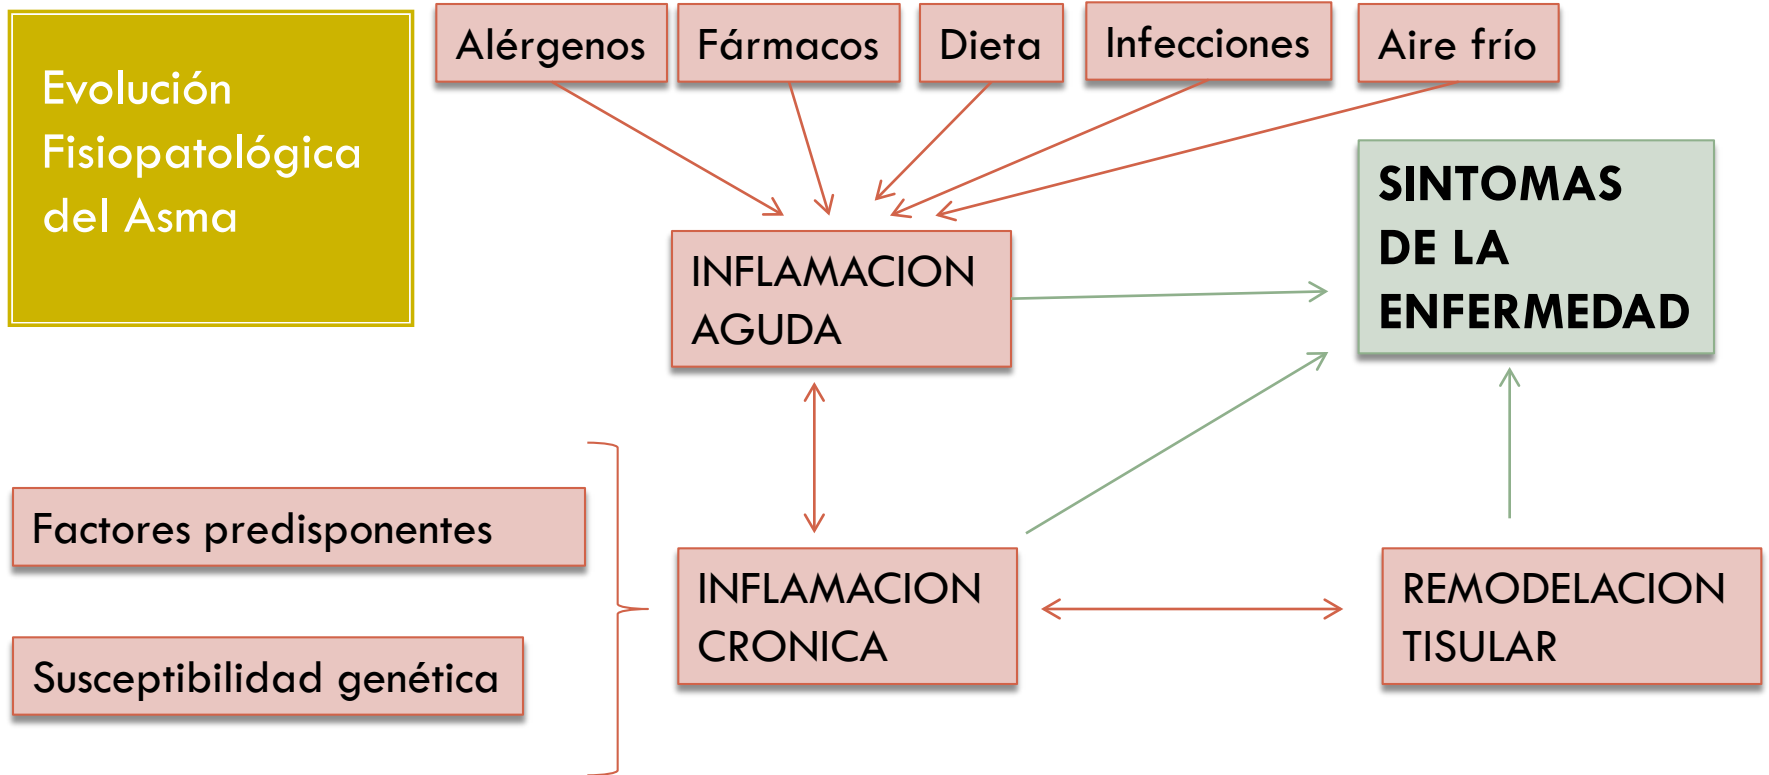 Evolución
Fisiopatológica
del Asma
Alérgenos
Fármacos
Dieta
Infecciones
Aire frío
SINTOMAS
DE LA
ENFERMEDAD
INFLAMACION
AGUDA
Factores predisponentes
Susceptibilidad genética
INFLAMACION
CRONICA
REMODELACION
TISULAR